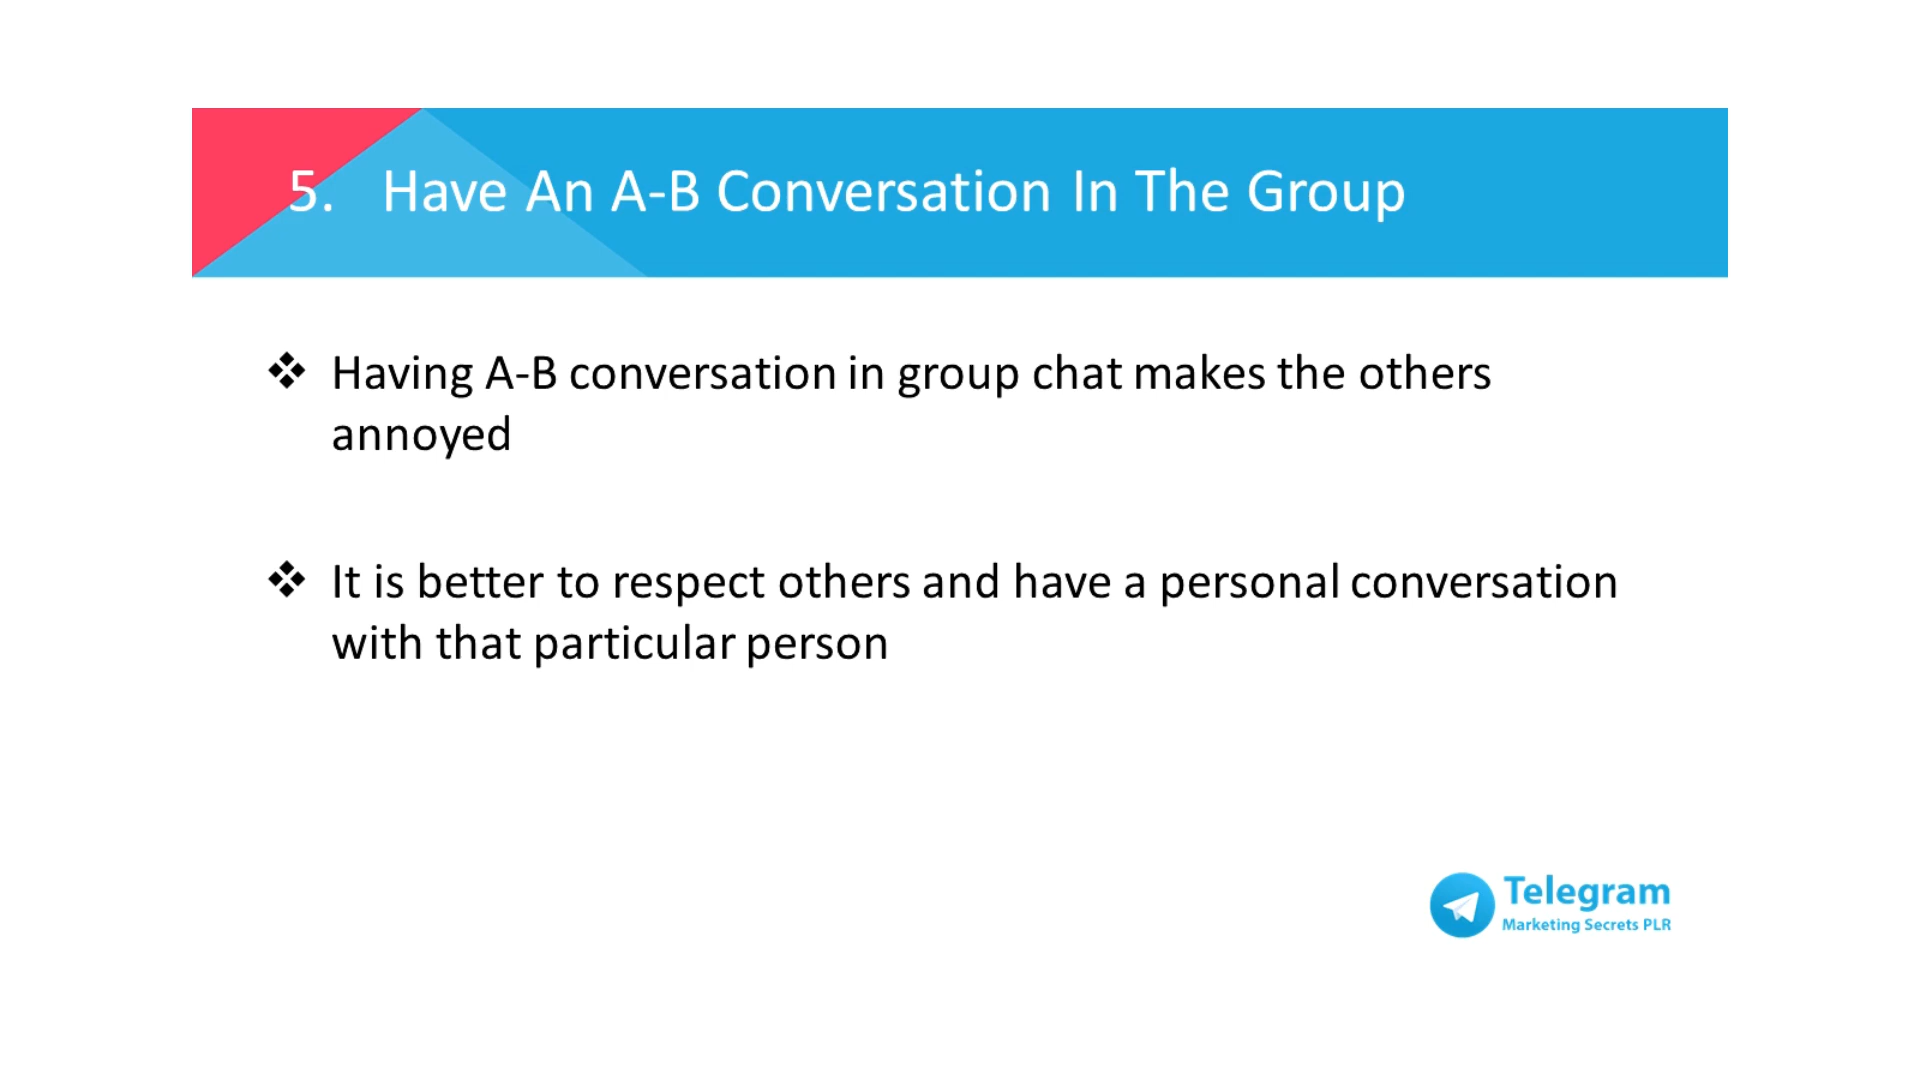 5. Have An A-B Conversation In The Group
❖ Having A-B conversation in group chat makes the others
annoyed
❖ It is better to respect others and have a personal conversation
with that particular person
Telegram
Marketing Secrets PLR